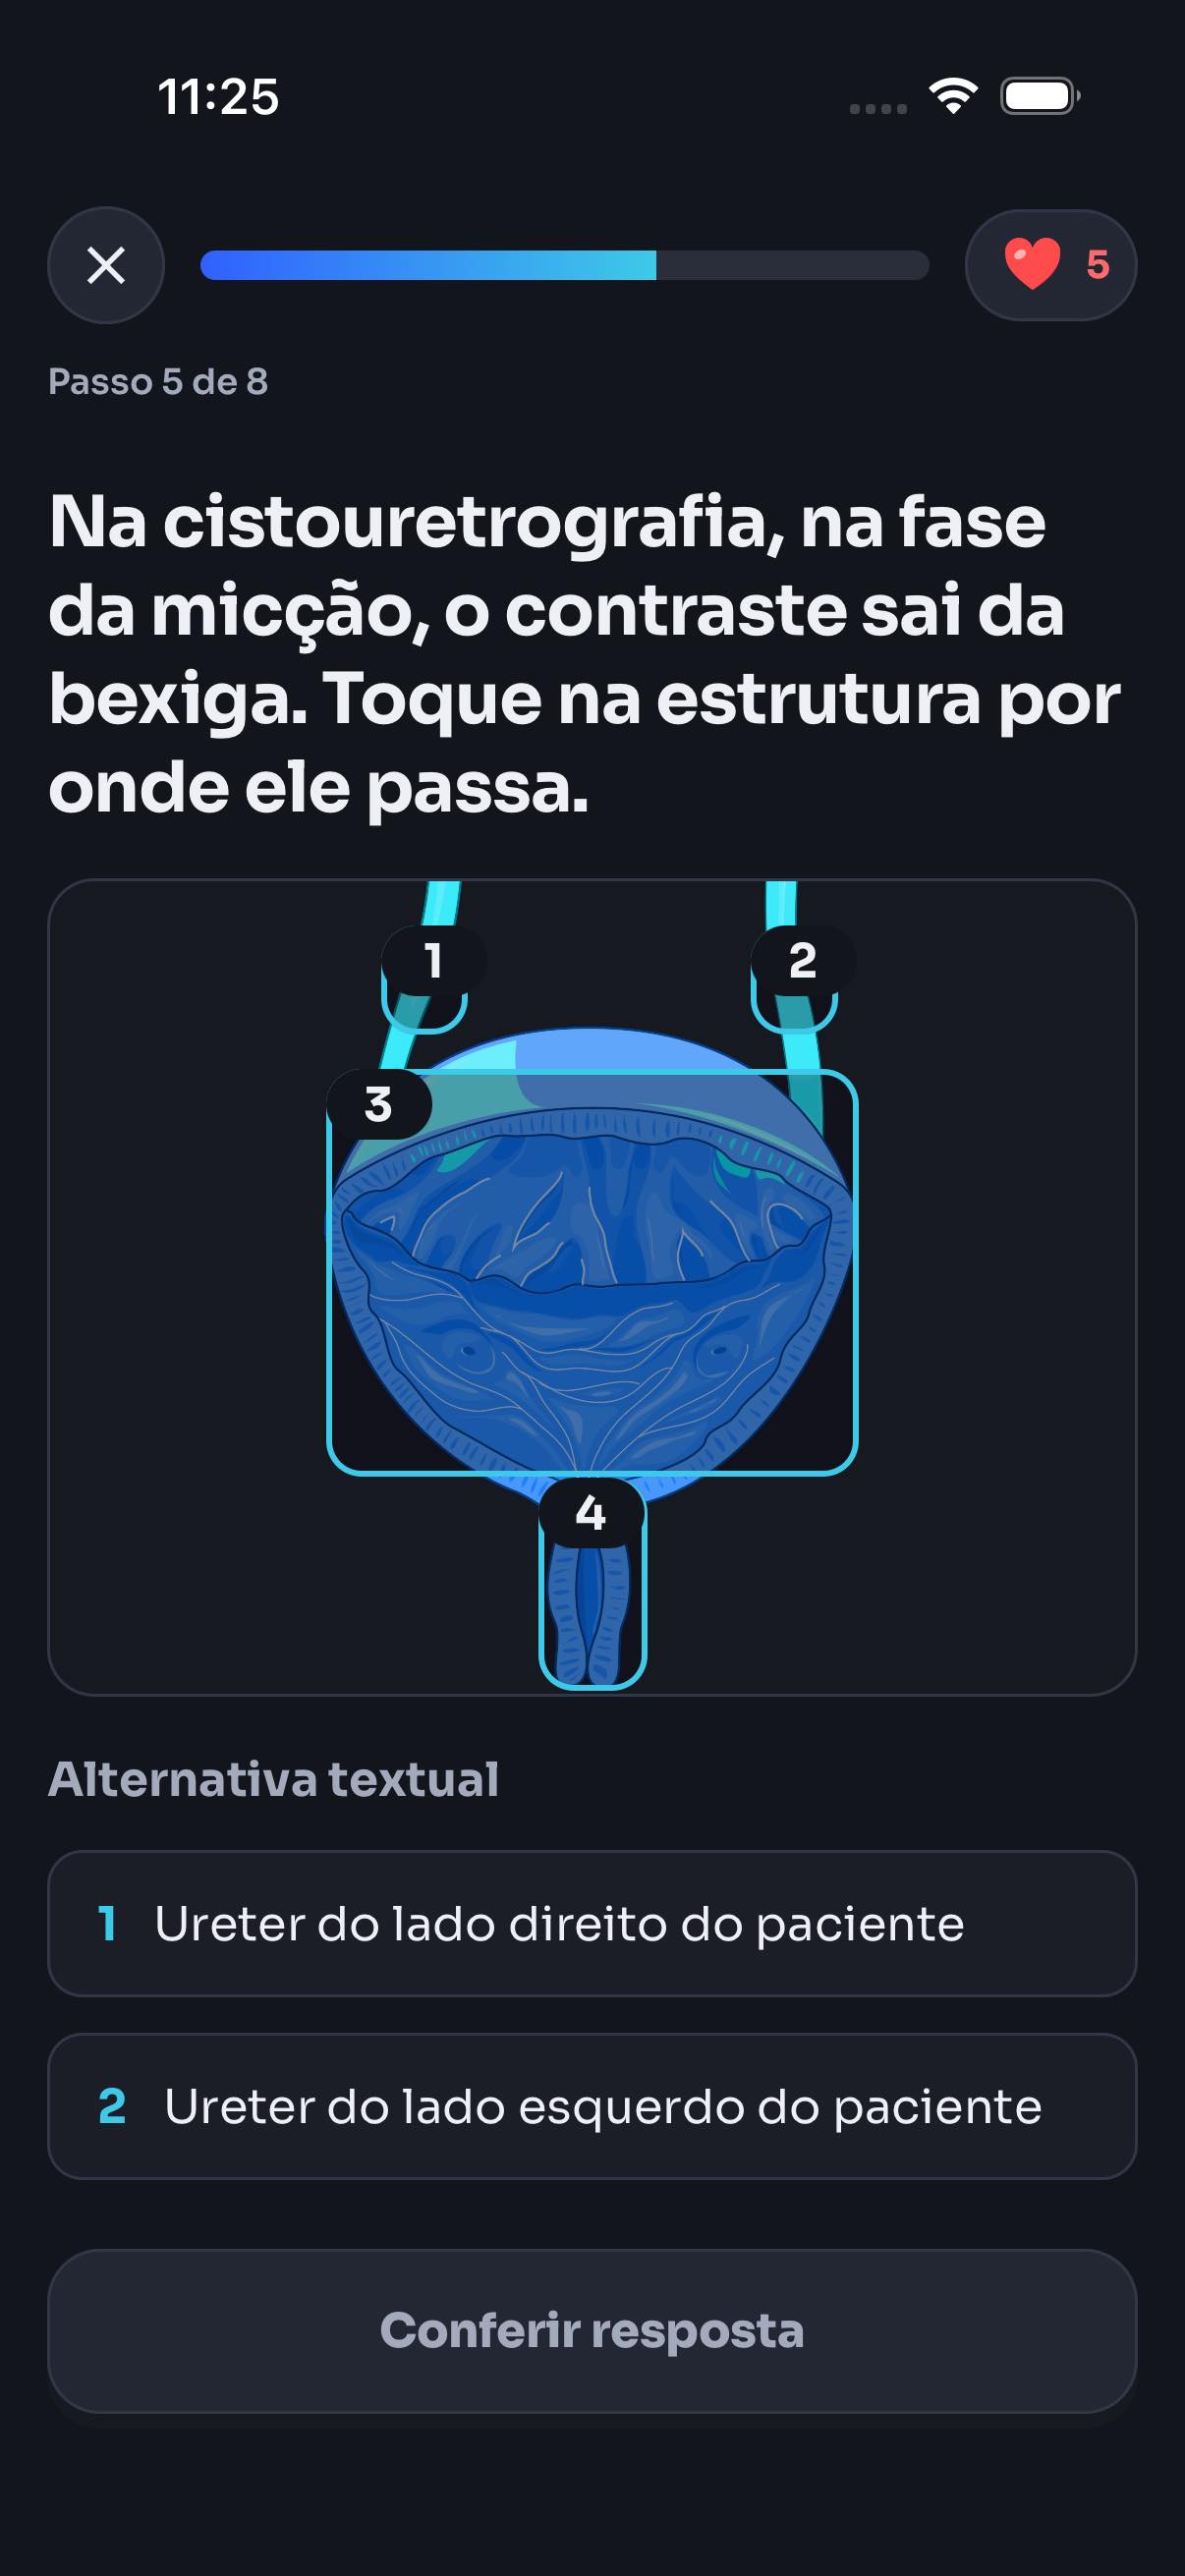 11:25
5
Passo 5 de 8
Na cistouretrografia, na fase
da micção, o contraste sai da
bexiga. Toque na estrutura por
onde ele passa.
1
2
3
4
Alternativa textual
1 Ureter do lado direito do paciente
2 Ureter do lado esquerdo do paciente
Conferir resposta